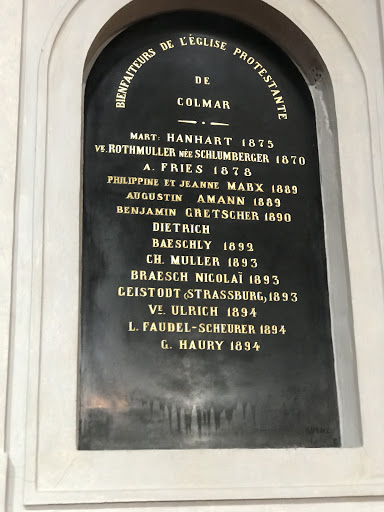 BIENFAITEURS DE L'ÉGLISE PROTESTANTE
DE
COLMAR
MART: HANHART 1875
VE. ROTHMULLER NÉE SCHLUMBERGER 1870
A. FRIES 1878
PHILIPPINE ET JEANNE MARX 1889
AUGUSTIN AMANN 1889
BENJAMIN GRETSCHER 1890
DIETRICH
BAESCHLY 1892
CH. MULLER 1893
BRAESCH NICOLAÏ 1893
GEISTODT (STRASSBURG, 1893
VE. ULRICH 1894
L. FAUDEL-SCHEURER 1894
G. HAURY 1894